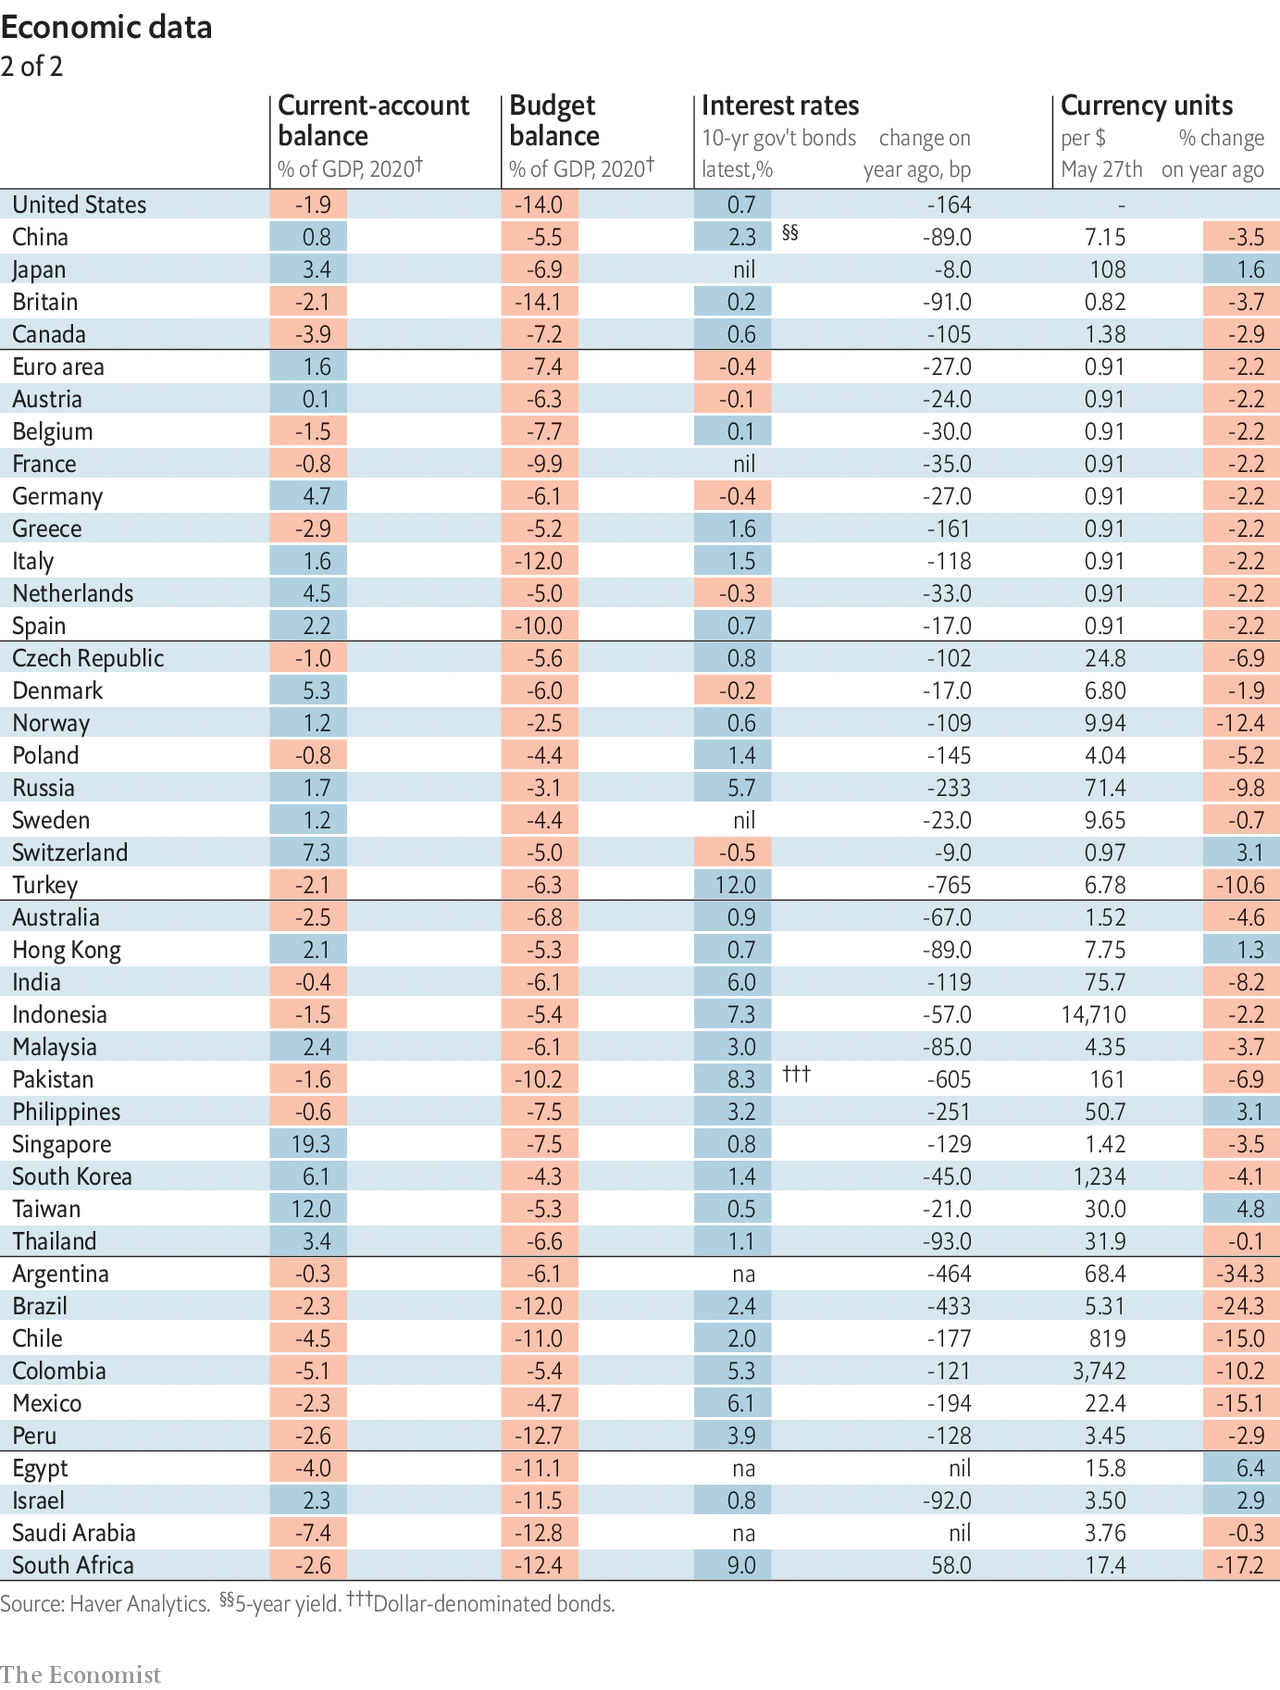 Economic data
2 of 2
Current-account balance % of GDP, 2020†
Budget balance % of GDP, 2020†
Interest rates
10-yr gov't bonds latest,%
change on year ago, bp
Currency units
per $ May 27th
% change on year ago
United States -1.9 -14.0 0.7 -164 -
China 0.8 -5.5 2.3 §§ -89.0 7.15 -3.5
Japan 3.4 -6.9 nil -8.0 108 1.6
Britain -2.1 -14.1 0.2 -91.0 0.82 -3.7
Canada -3.9 -7.2 0.6 -105 1.38 -2.9
Euro area 1.6 -7.4 -0.4 -27.0 0.91 -2.2
Austria 0.1 -6.3 -0.1 -24.0 0.91 -2.2
Belgium -1.5 -7.7 0.1 -30.0 0.91 -2.2
France -0.8 -9.9 nil -35.0 0.91 -2.2
Germany 4.7 -6.1 -0.4 -27.0 0.91 -2.2
Greece -2.9 -5.2 1.6 -161 0.91 -2.2
Italy 1.6 -12.0 1.5 -118 0.91 -2.2
Netherlands 4.5 -5.0 -0.3 -33.0 0.91 -2.2
Spain 2.2 -10.0 0.7 -17.0 0.91 -2.2
Czech Republic -1.0 -5.6 0.8 -102 24.8 -6.9
Denmark 5.3 -6.0 -0.2 -17.0 6.80 -1.9
Norway 1.2 -2.5 0.6 -109 9.94 -12.4
Poland -0.8 -4.4 1.4 -145 4.04 -5.2
Russia 1.7 -3.1 5.7 -233 71.4 -9.8
Sweden 1.2 -4.4 nil -23.0 9.65 -0.7
Switzerland 7.3 -5.0 -0.5 -9.0 0.97 3.1
Turkey -2.1 -6.3 12.0 -765 6.78 -10.6
Australia -2.5 -6.8 0.9 -67.0 1.52 -4.6
Hong Kong 2.1 -5.3 0.7 -89.0 7.75 1.3
India -0.4 -6.1 6.0 -119 75.7 -8.2
Indonesia -1.5 -5.4 7.3 -57.0 14,710 -2.2
Malaysia 2.4 -6.1 3.0 -85.0 4.35 -3.7
Pakistan -1.6 -10.2 8.3 ††† -605 161 -6.9
Philippines -0.6 -7.5 3.2 -251 50.7 3.1
Singapore 19.3 -7.5 0.8 -129 1.42 -3.5
South Korea 6.1 -4.3 1.4 -45.0 1,234 -4.1
Taiwan 12.0 -5.3 0.5 -21.0 30.0 4.8
Thailand 3.4 -6.6 1.1 -93.0 31.9 -0.1
Argentina -0.3 -6.1 na -464 68.4 -34.3
Brazil -2.3 -12.0 2.4 -433 5.31 -24.3
Chile -4.5 -11.0 2.0 -177 819 -15.0
Colombia -5.1 -5.4 5.3 -121 3,742 -10.2
Mexico -2.3 -4.7 6.1 -194 22.4 -15.1
Peru -2.6 -12.7 3.9 -128 3.45 -2.9
Egypt -4.0 -11.1 na nil 15.8 6.4
Israel 2.3 -11.5 0.8 -92.0 3.50 2.9
Saudi Arabia -7.4 -12.8 na nil 3.76 -0.3
South Africa -2.6 -12.4 9.0 58.0 17.4 -17.2
Source: Haver Analytics. §§5-year yield. †††Dollar-denominated bonds.
The Economist